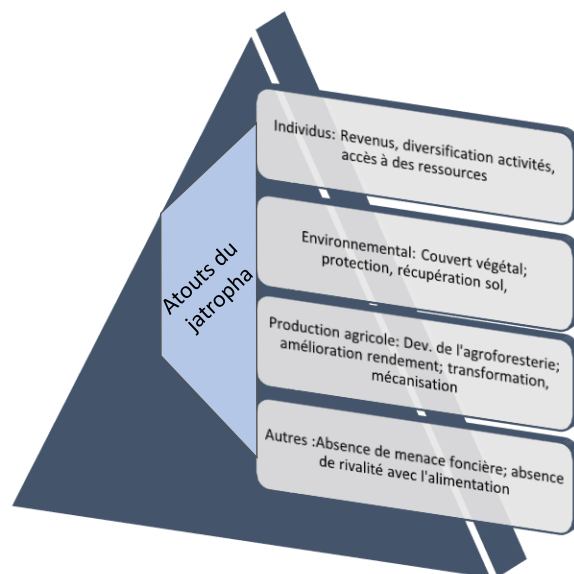 Atouts du
jatropha
Individus: Revenus, diversification activités,
accès à des ressources
Environnemental: Couvert végétal;
protection, récupération sol,
Production agricole: Dev. de l'agroforesterie;
amélioration rendement; transformation,
mécanisation
Autres :Absence de menace foncière; absence
de rivalité avec l'alimentation